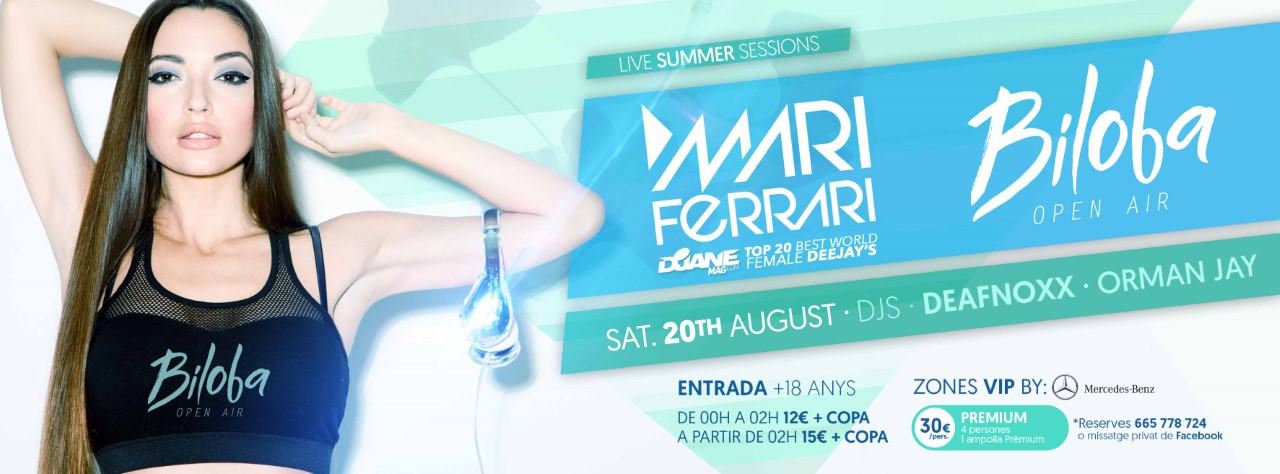 LIVE SUMMER SESSIONS
MARI
FERRARI
DJANE
MAG.COM
TOP 20 BEST WORLD
FEMALE DEEJAY'S
Biloba
OPEN AIR
SAT. 20TH AUGUST · DJS · DEAFNOXX · ORMAN JAY
Biloba
OPEN AIR
ENTRADA +18 ANYS
DE 00H A 02H 12€ + COPA
A PARTIR DE 02H 15€ + COPA
ZONES VIP BY: Mercedes-Benz
30€
/pers.
PREMIUM
4 persones
1 ampolla Prèmium
*Reserves 665 778 724
o missatge privat de Facebook